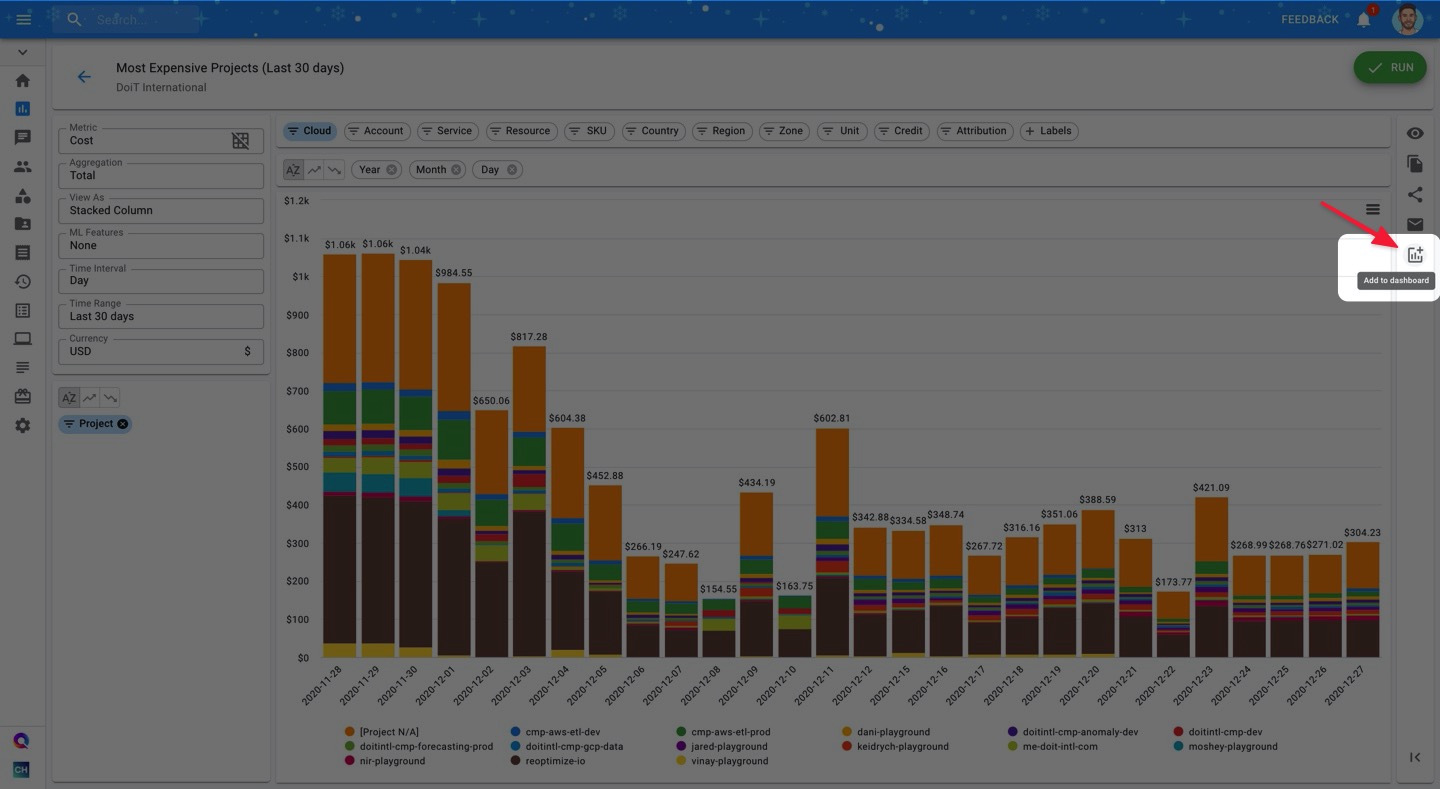 Search...
FEEDBACK
1
Most Expensive Projects (Last 30 days)
DoiT International
RUN
Metric
Cost
Aggregation
Total
View As
Stacked Column
ML Features
None
Time Interval
Day
Time Range
Last 30 days
Currency
USD $
AZ
Project
CH
Cloud Account Service Resource SKU Country Region Zone Unit Credit Attribution + Labels
AZ Year Month Day
$1.2k
$1.1k
$1k
$900
$800
$700
$600
$500
$400
$300
$200
$100
$0
$1.06k $1.06k $1.04k $984.55 $650.06 $817.28 $604.38 $452.88 $266.19 $247.62 $154.55 $434.19 $163.75 $602.81 $342.88 $334.58 $348.74 $267.72 $316.16 $351.06 $388.59 $313 $173.77 $421.09 $268.99 $268.76 $271.02 $304.23
2020-11-28 2020-11-29 2020-11-30 2020-12-01 2020-12-02 2020-12-03 2020-12-04 2020-12-05 2020-12-06 2020-12-07 2020-12-08 2020-12-09 2020-12-10 2020-12-11 2020-12-12 2020-12-15 2020-12-16 2020-12-17 2020-12-18 2020-12-19 2020-12-20 2020-12-21 2020-12-22 2020-12-23 2020-12-24 2020-12-25 2020-12-26 2020-12-27
[Project N/A] cmp-aws-etl-dev cmp-aws-etl-prod dani-playground doitintl-cmp-anomaly-dev doitintl-cmp-dev
doitintl-cmp-forecasting-prod doitintl-cmp-gcp-data jared-playground keidrych-playground me-doit-intl-com moshey-playground
nir-playground reoptimize-io vinay-playground
Add to dashboard